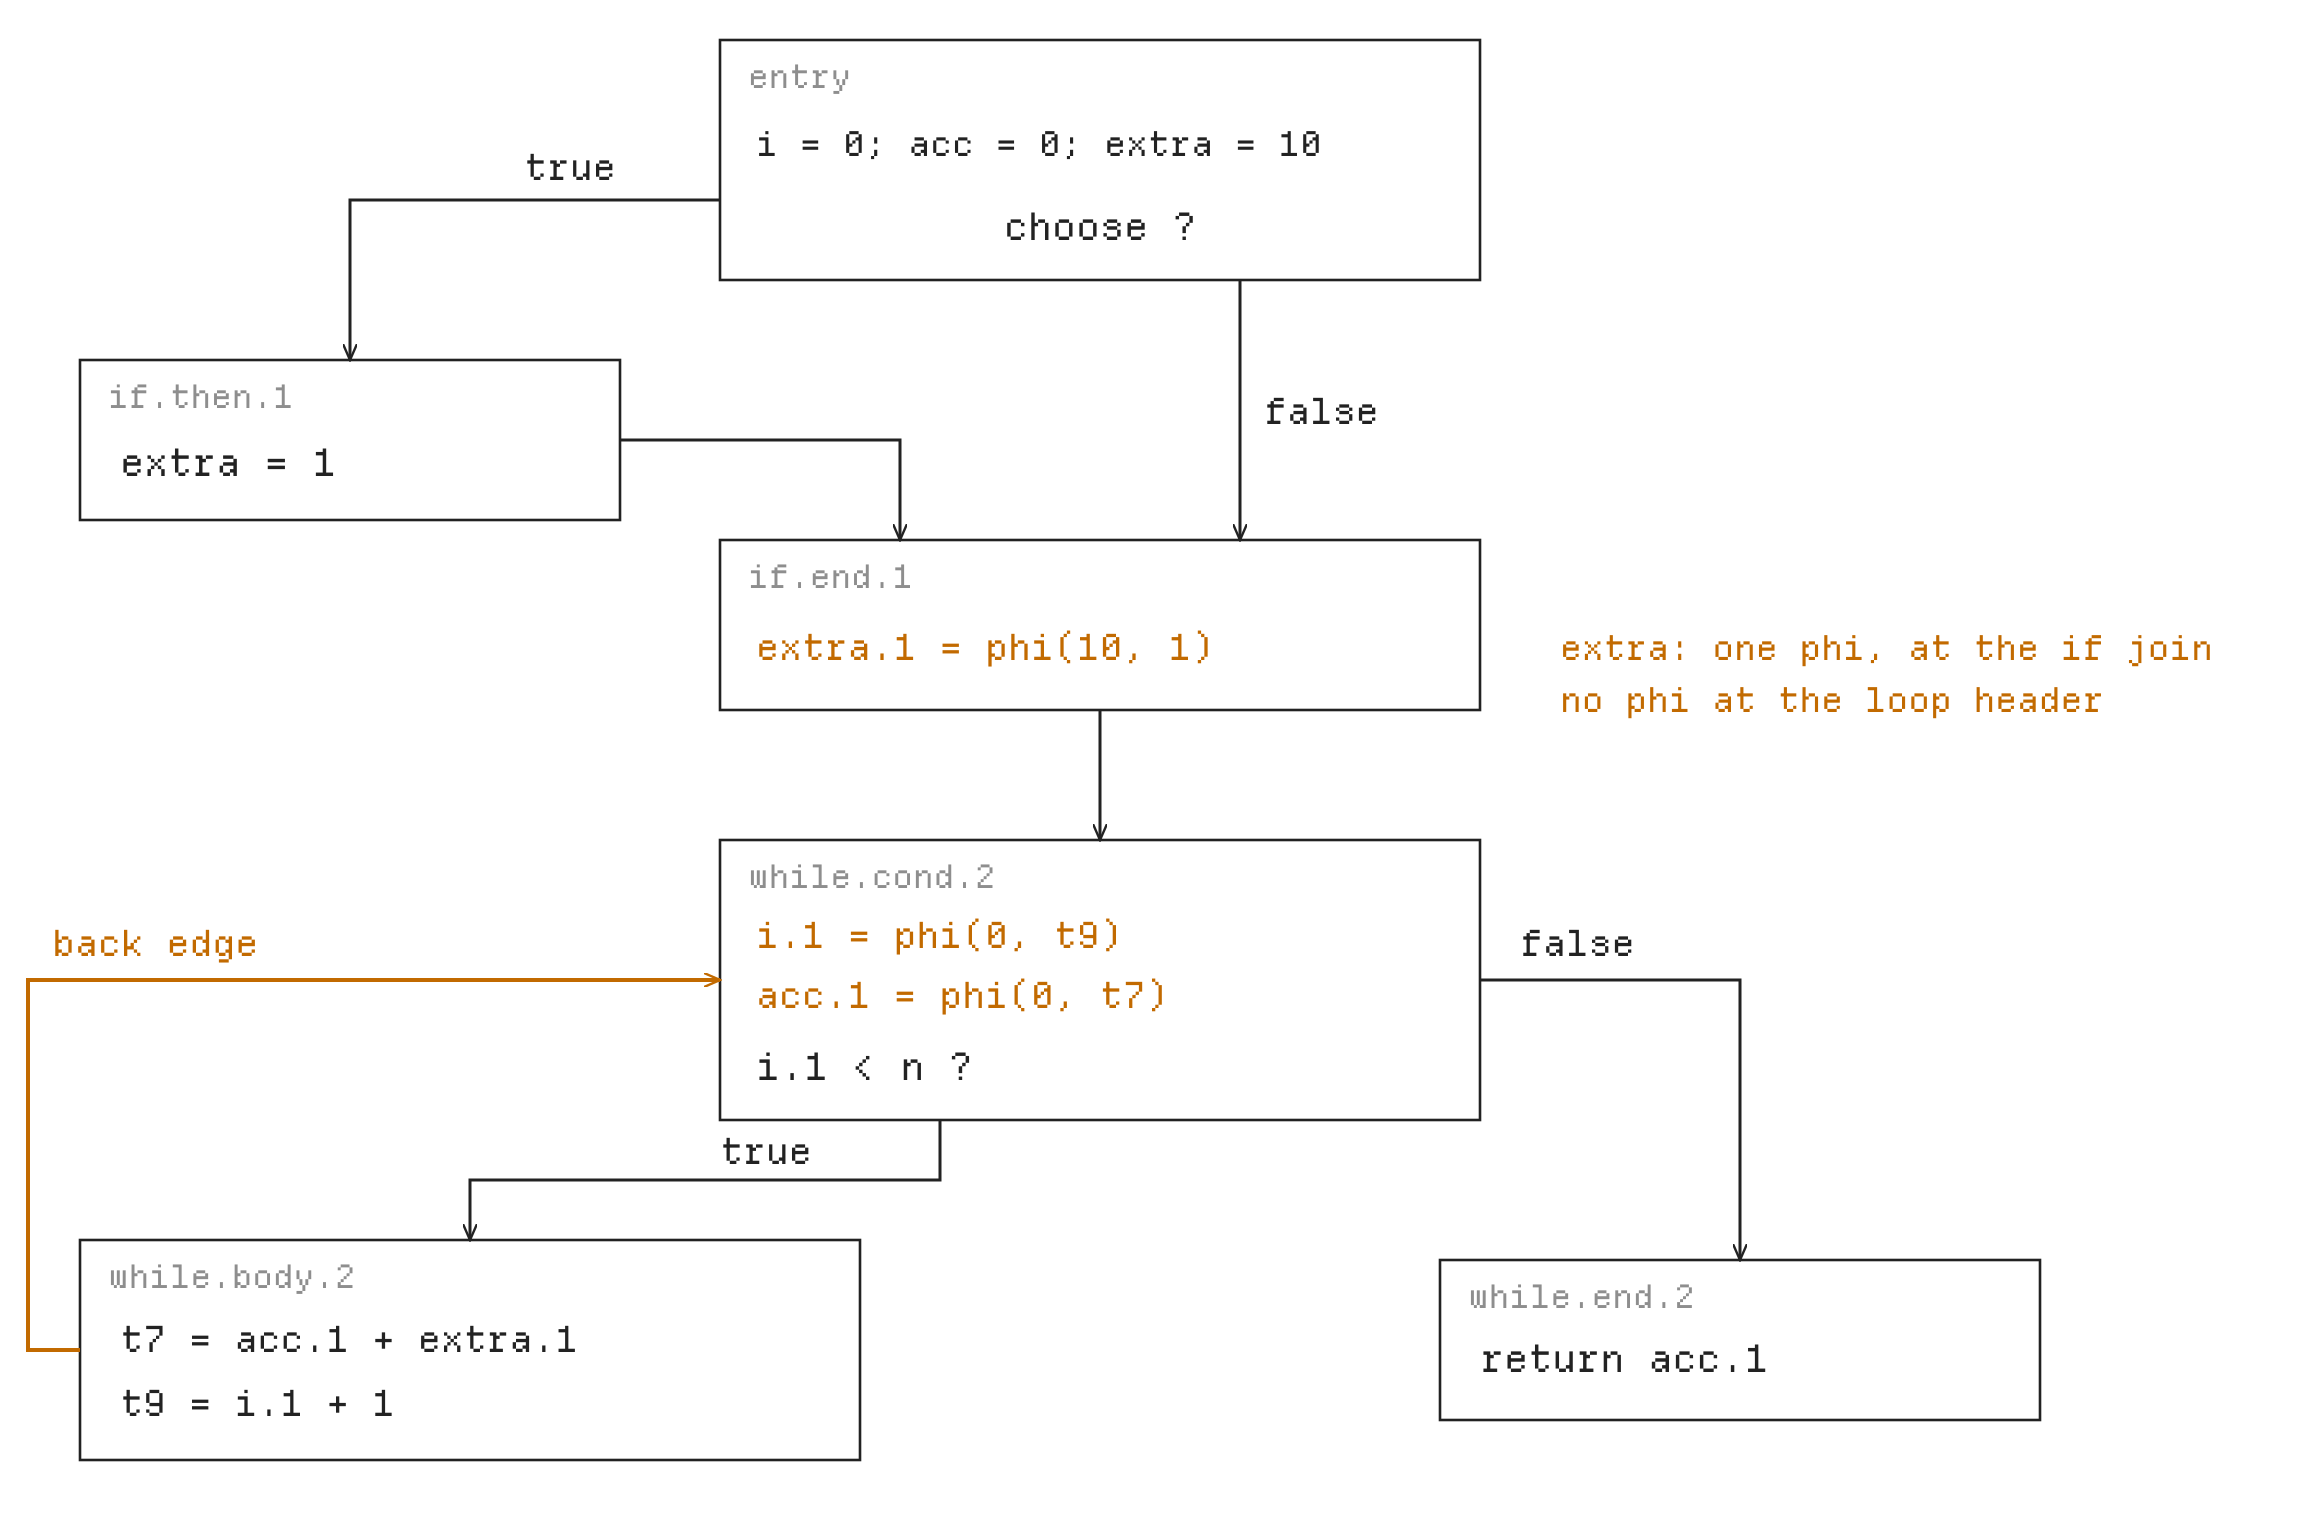 entry
i = 0; acc = 0; extra = 10
true
choose ?
if.then.1
extra = 1
false
if.end.1
extra.1 = phi(10, 1)
extra: one phi, at the if join
no phi at the loop header
while.cond.2
back edge
i.1 = phi(0, t9)
false
acc.1 = phi(0, t7)
i.1 < n ?
true
while.body.2
t7 = acc.1 + extra.1
t9 = i.1 + 1
while.end.2
return acc.1